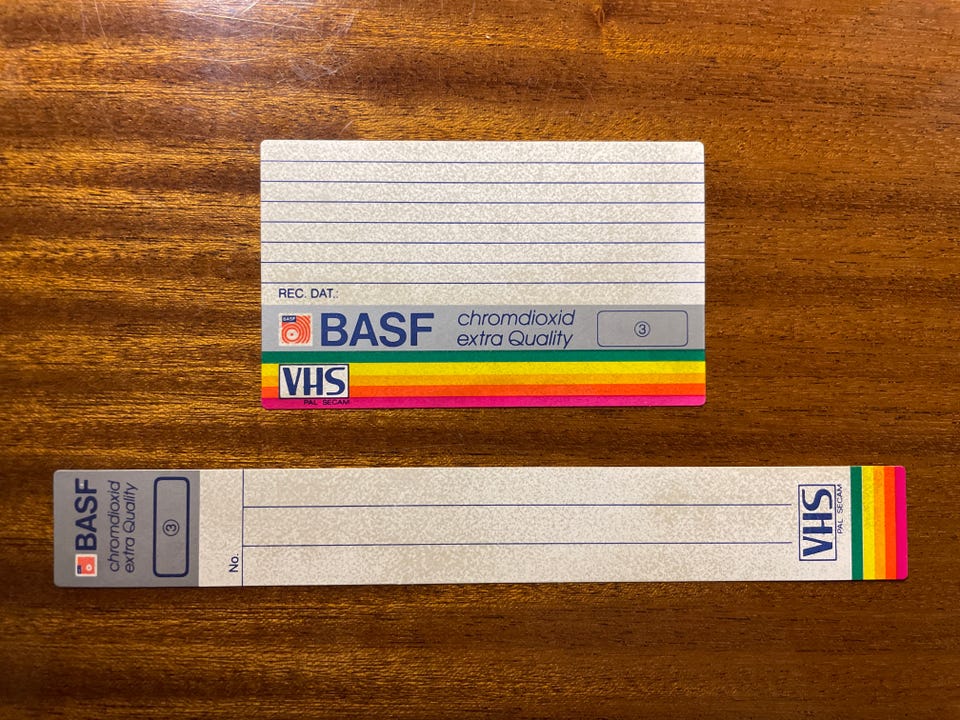 REC. DAT.:
BASF
BASF
chromdioxid
extra Quality
③
VHS
PAL SECAM
BASF
chromdioxid
extra Quality
③
No.
VHS
PAL SECAM